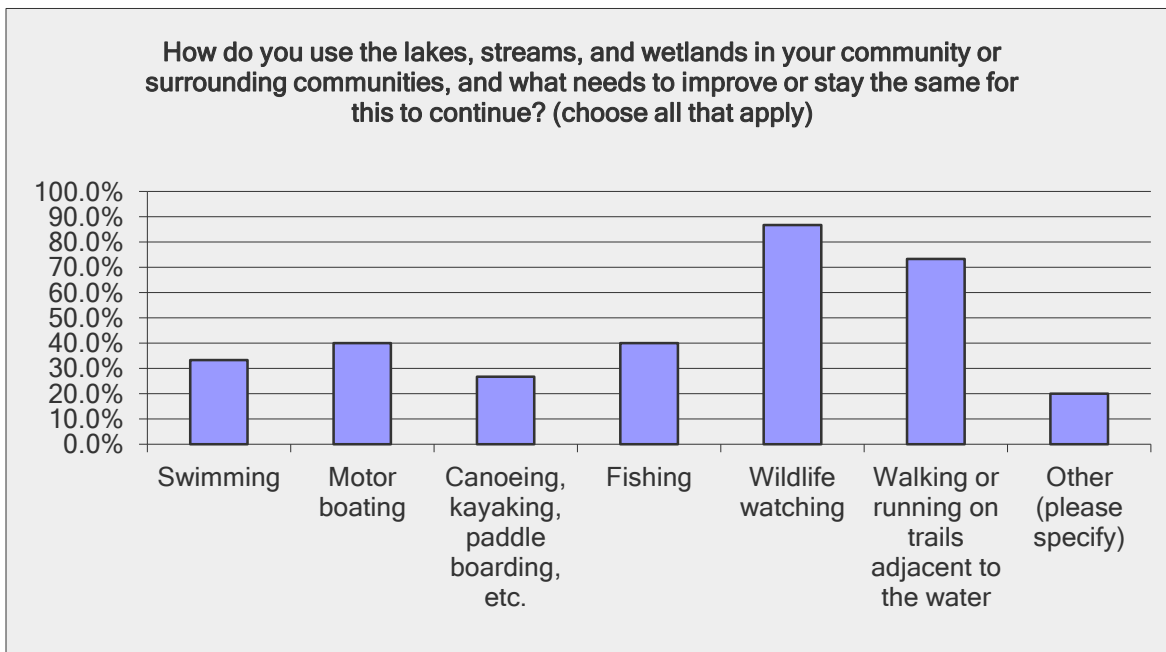 How do you use the lakes, streams, and wetlands in your community or
surrounding communities, and what needs to improve or stay the same for
this to continue? (choose all that apply)
100.0%
90.0%
80.0%
70.0%
60.0%
50.0%
40.0%
30.0%
20.0%
10.0%
0.0%
Swimming
Motor
boating
Canoeing,
kayaking,
paddle
boarding,
etc.
Fishing
Wildlife
watching
Walking or
running on
trails
adjacent to
the water
Other
(please
specify)